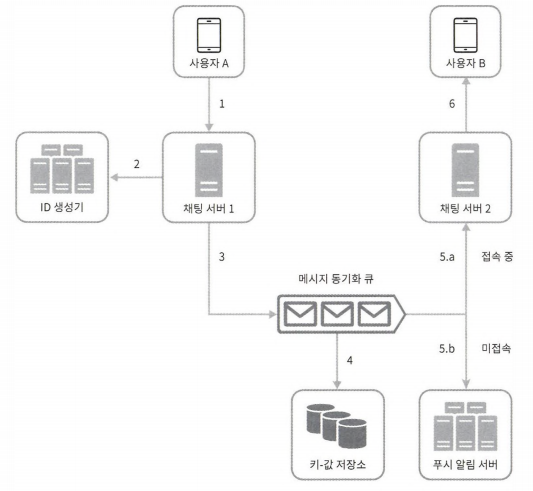 사용자 A
사용자 B
1
6
2
ID 생성기
채팅 서버 1
채팅 서버 2
3
5.a 접속 중
메시지 동기화 큐
4
5.b 미접속
키-값 저장소
푸시 알림 서버